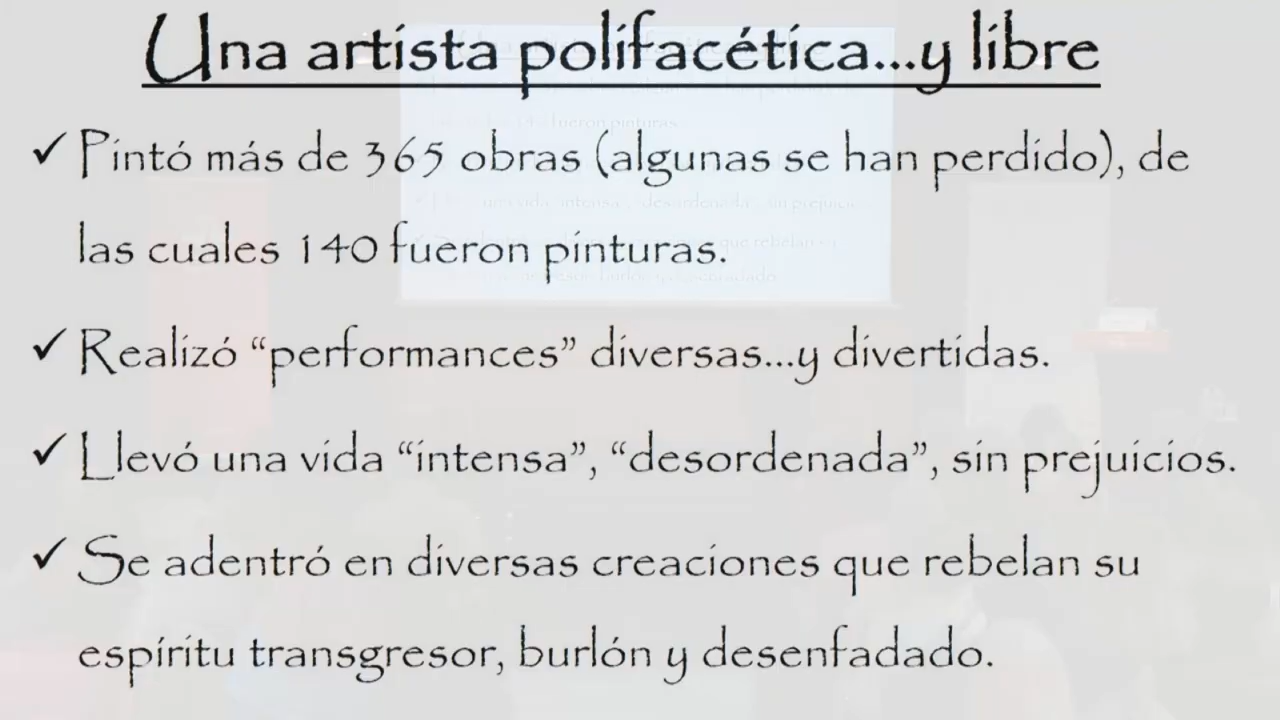 Una artista polifacética...y libre
✓ Pintó más de 365 obras (algunas se han perdido), de
las cuales 140 fueron pinturas.
✓ Realizó “performances” diversas...y divertidas.
✓ Llevó una vida “intensa”, “desordenada”, sin prejuicios.
✓ Se adentró en diversas creaciones que rebelan su
espíritu transgresor, burlón y desenfadado.